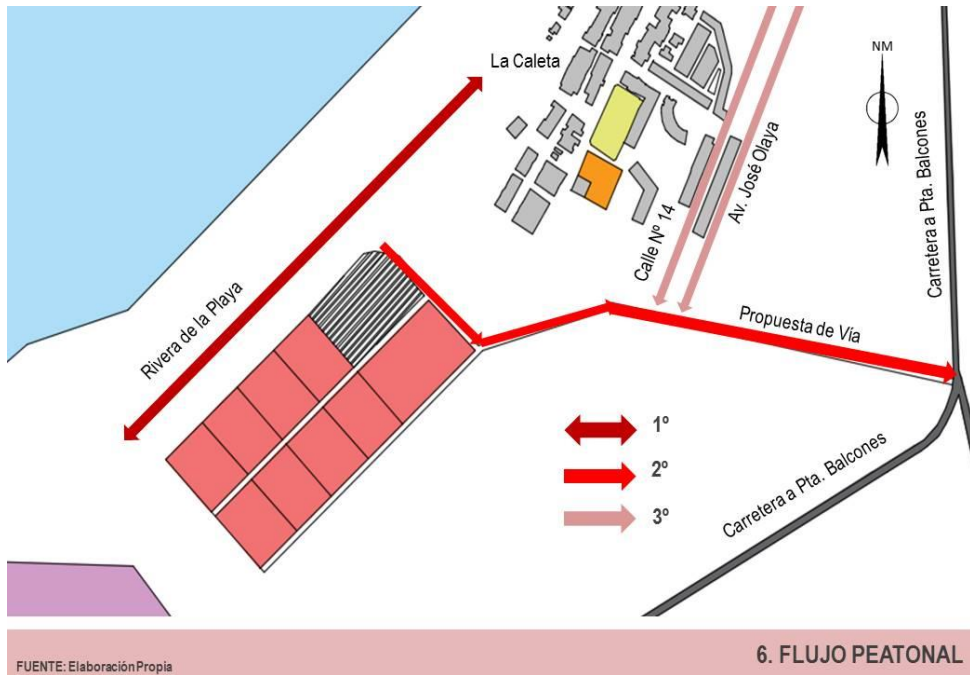 La Caleta
NM
Carretera a Pta. Balcones
Av. José Olaya
Calle Nº 14
Rivera de la Playa
Propuesta de Vía
1º
2º
3º
Carretera a Pta. Balcones
FUENTE: Elaboración Propia
6. FLUJO PEATONAL